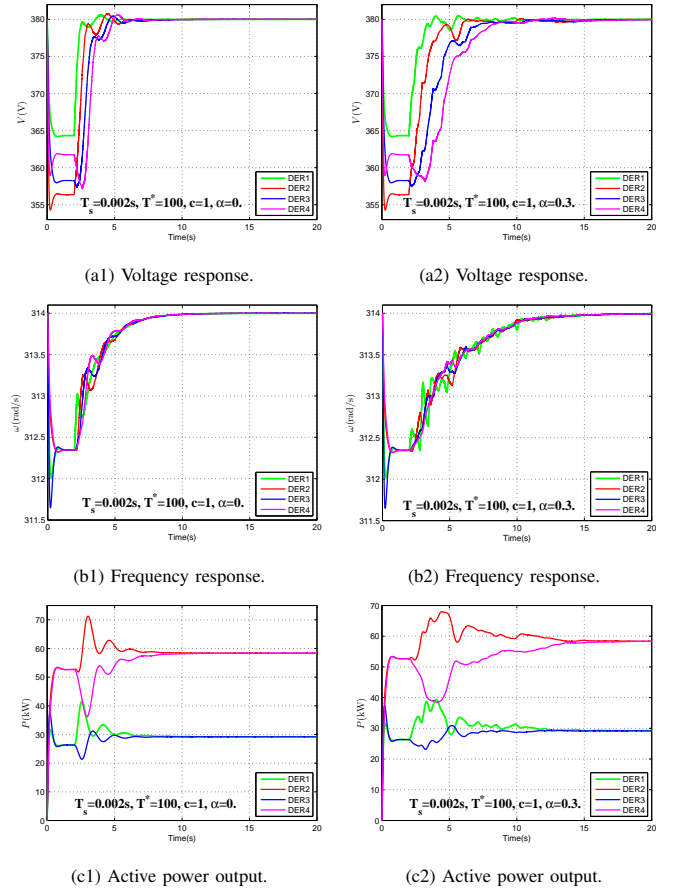 380
375
370
365
360
355
V(V)
0
5
10
15
20
Time(s)
DER1
DER2
DER3
DER4
T_s=0.002s, T*=100, c=1, α=0.
(a1) Voltage response.
380
375
370
365
360
355
V(V)
0
5
10
15
20
Time(s)
DER1
DER2
DER3
DER4
T_s=0.002s, T*=100, c=1, α=0.3.
(a2) Voltage response.
314
313.5
313
312.5
312
311.5
ω(rad/s)
0
5
10
15
20
Time(s)
DER1
DER2
DER3
DER4
T_s=0.002s, T*=100, c=1, α=0.
(b1) Frequency response.
314
313.5
313
312.5
312
311.5
ω(rad/s)
0
5
10
15
20
Time(s)
DER1
DER2
DER3
DER4
T_s=0.002s, T*=100, c=1, α=0.3.
(b2) Frequency response.
70
60
50
40
30
20
10
0
P(kW)
0
5
10
15
20
Time(s)
DER1
DER2
DER3
DER4
T_s=0.002s, T*=100, c=1, α=0.
(c1) Active power output.
70
60
50
40
30
20
10
0
P(kW)
0
5
10
15
20
Time(s)
DER1
DER2
DER3
DER4
T_s=0.002s, T*=100, c=1, α=0.3.
(c2) Active power output.